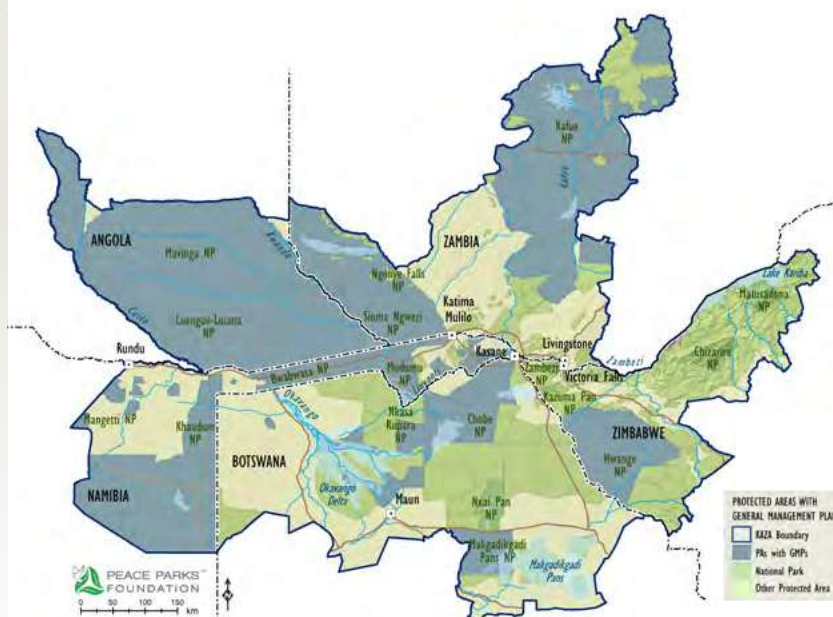 Kafue
NP
Kafue
ANGOLA
Mavinga NP
Kwando
ZAMBIA
Ngonye Falls
NP
Lake Kariba
Matusadona
NP
Luengue-Luiana
NP
Cuito
Sioma Ngwezi
NP
Katima
Mulilo
Livingstone
Chizarira
NP
Rundu
Kasang
Zambezi
Bwabwata NP
Mudumu
NP
Zambezi
NP
Victoria Falls
Okavango
Kazuma Pan
NP
Mangetti NP
Khaudum
NP
Nkasa
Rupara
NP
Chobe
NP
ZIMBABWE
Hwange
NP
BOTSWANA
NAMIBIA
Okavango
Delta
Maun
Nxai Pan
NP
Makgadikgadi
Pans NP
Makgadikgadi
Pans
PROTECTED AREAS WITH
GENERAL MANAGEMENT PLA
KAZA Boundary
PAs with GMPs
National Park
Other Protected Area
PEACE PARKS™
FOUNDATION
0 50 100 150
km